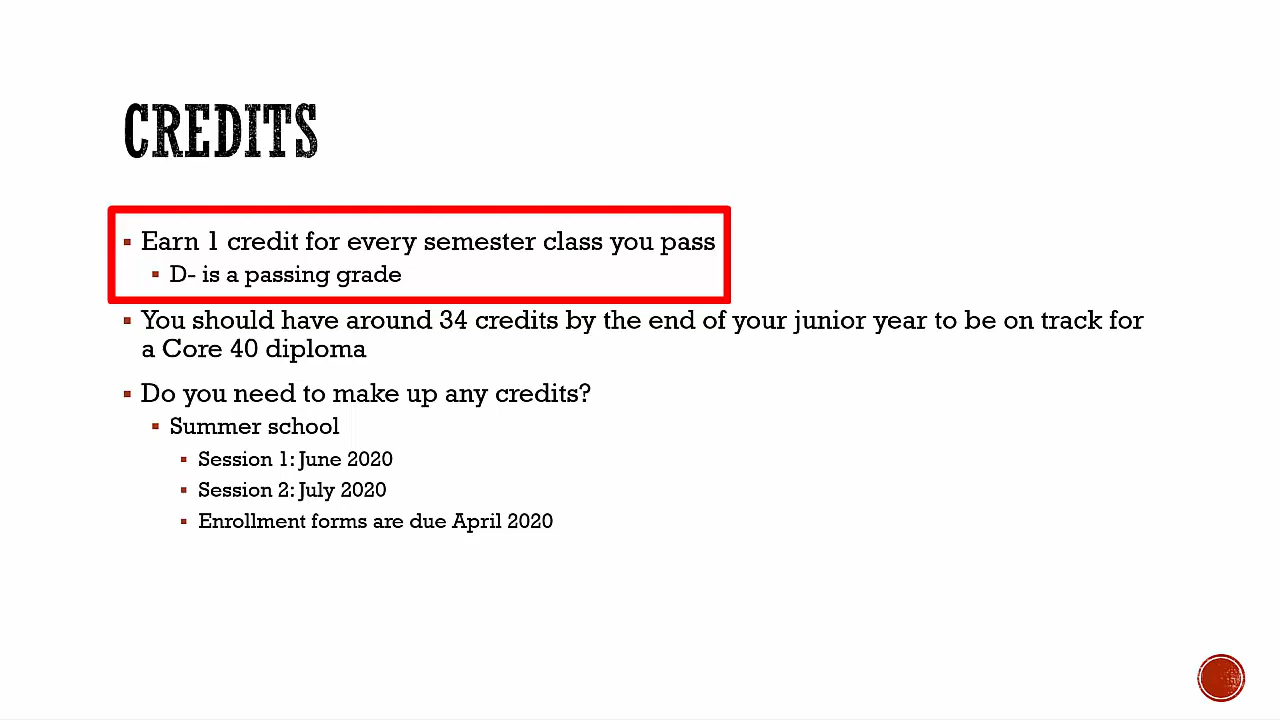 CREDITS
Earn 1 credit for every semester class you pass
D- is a passing grade
You should have around 34 credits by the end of your junior year to be on track for
a Core 40 diploma
Do you need to make up any credits?
Summer school
Session 1: June 2020
Session 2: July 2020
Enrollment forms are due April 2020